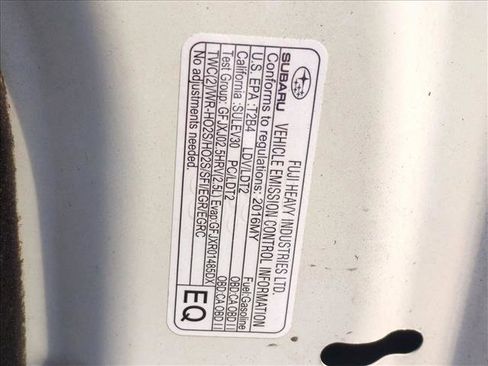 FUJI HEAVY INDUSTRIES LTD.
SUBARU VEHICLE EMISSION CONTROL INFORMATION
Conforms to regulations: 2016MY
U.S. EPA :T2B4 LDV/LDT2 Fuel:Gasoline
California :SULEV30 PC/LDT2 OBD:CA OBD II
Test Group: GFJXJ02.5HRV(2.5L) Evap:GFJXR01485DX
OBD:CA OBD II
TWC(2)/WR-HO2S/HO2S/SFI/EGR/EGRC
No adjustments needed.
EQ